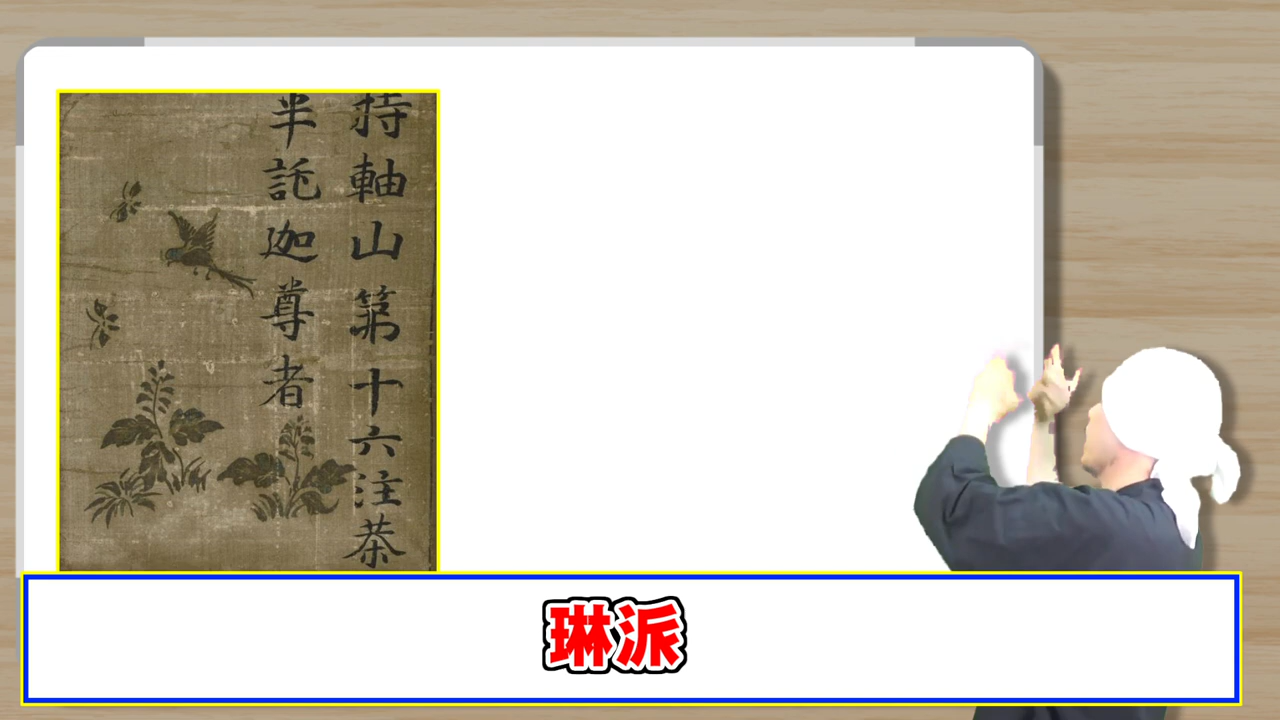 持軸山第十六注荼
半託迦尊者
琳派